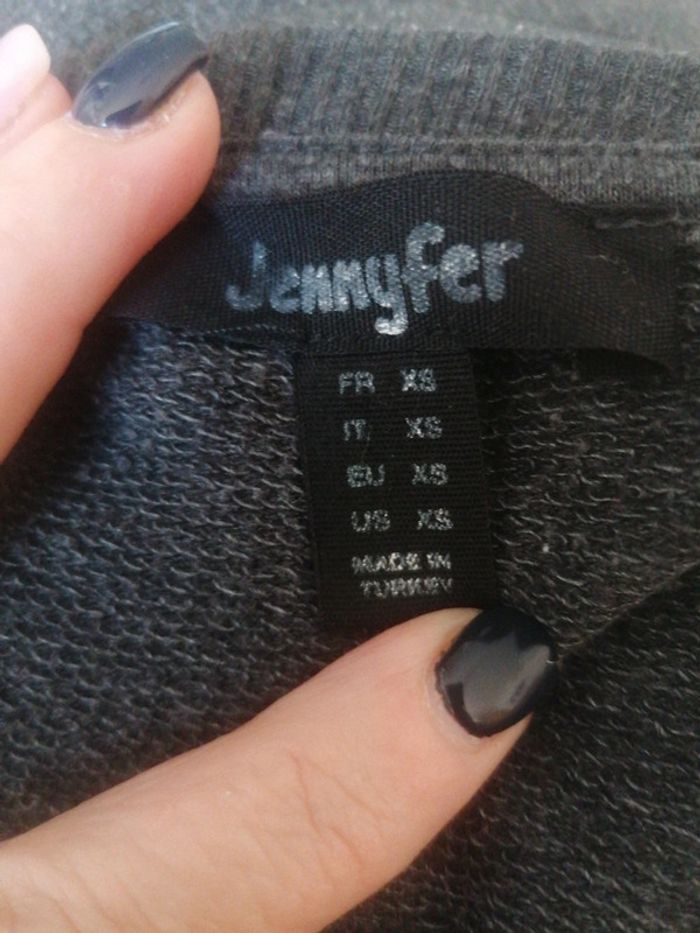 Jennyfer
FR XS
IT XS
EU XS
US XS
MADE IN
TURKEY